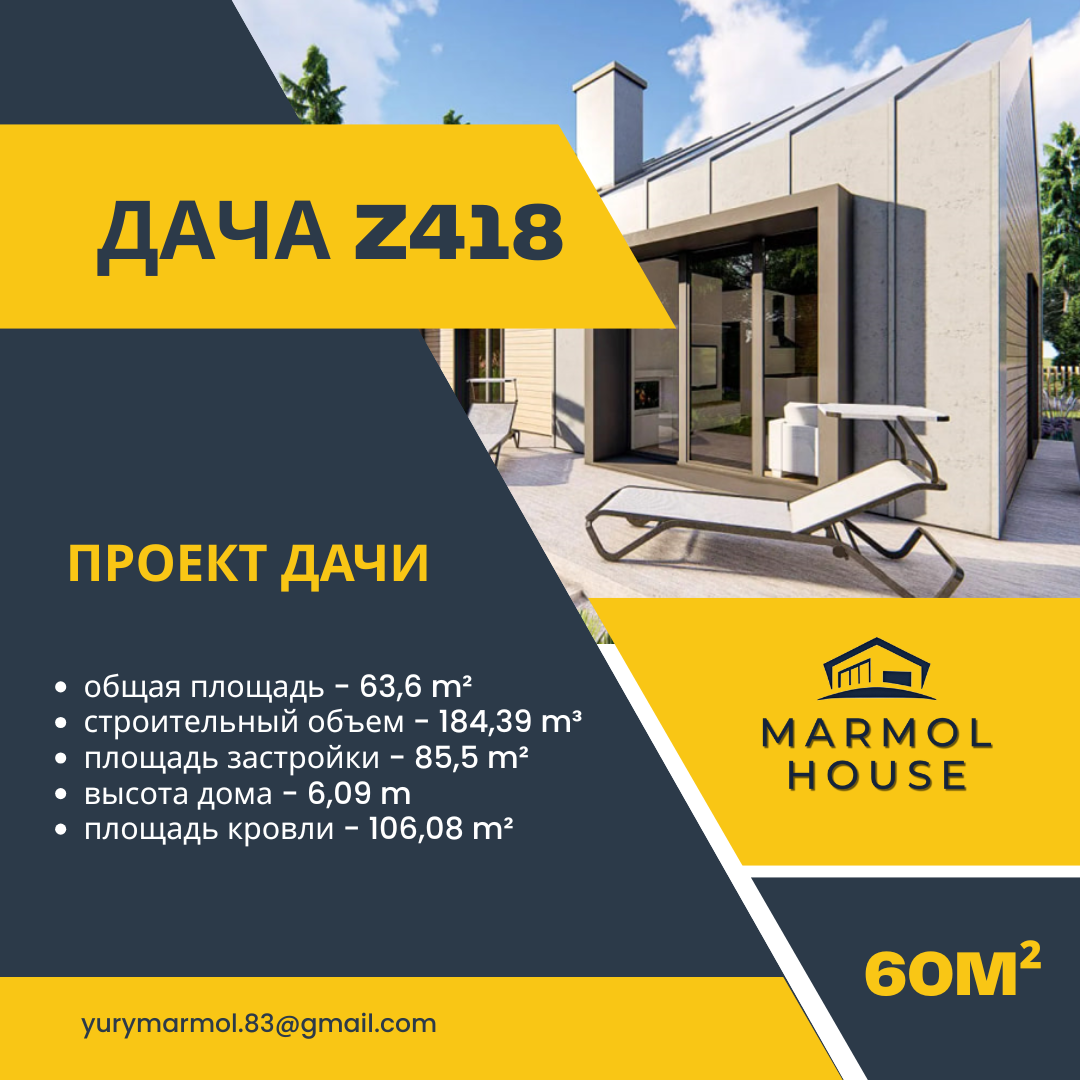 ДАЧА Z418
ПРОЕКТ ДАЧИ
• общая площадь - 63,6 m²
• строительный объем - 184,39 m³
• площадь застройки - 85,5 m²
• высота дома - 6,09 m
• площадь кровли - 106,08 m²
MARMOL
HOUSE
60М²
yurymarmol.83@gmail.com